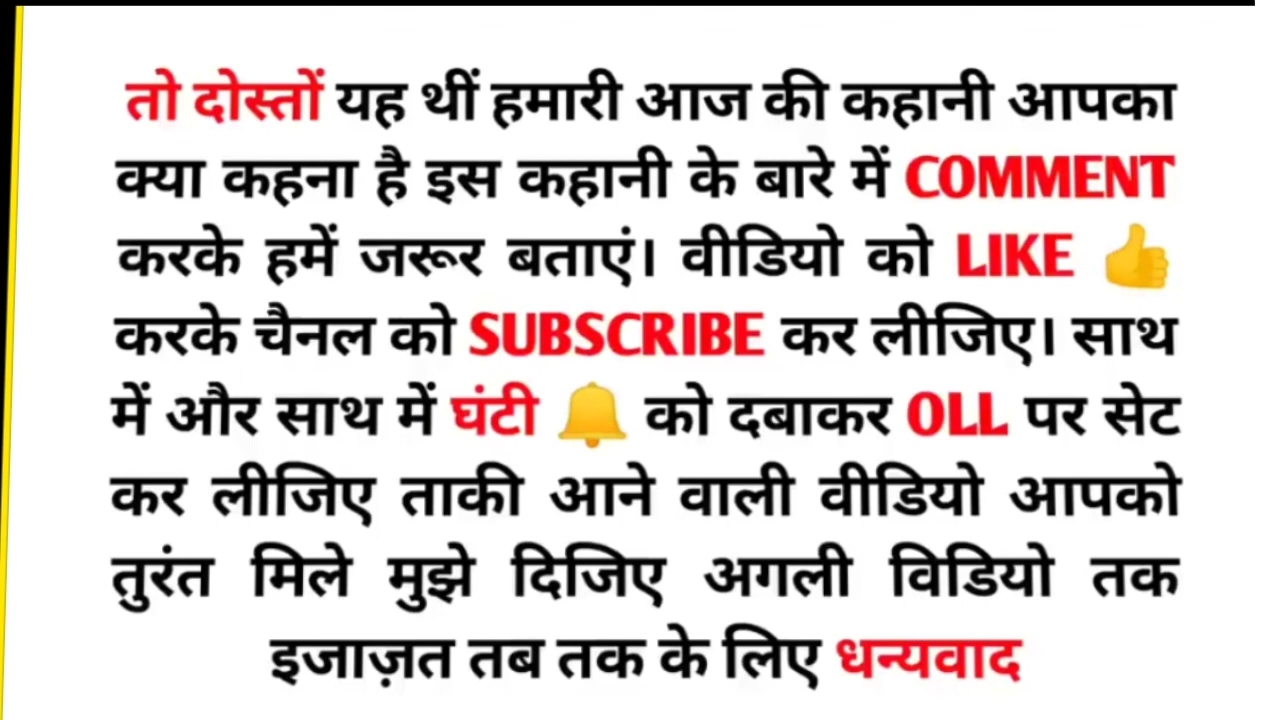 तो दोस्तों यह थीं हमारी आज की कहानी आपका
क्या कहना है इस कहानी के बारे में COMMENT
करके हमें जरूर बताएं। वीडियो को LIKE 👍
करके चैनल को SUBSCRIBE कर लीजिए। साथ
में और साथ में घंटी 🔔 को दबाकर OLL पर सेट
कर लीजिए ताकी आने वाली वीडियो आपको
तुरंत मिले मुझे दिजिए अगली विडियो तक
इजाज़त तब तक के लिए धन्यवाद